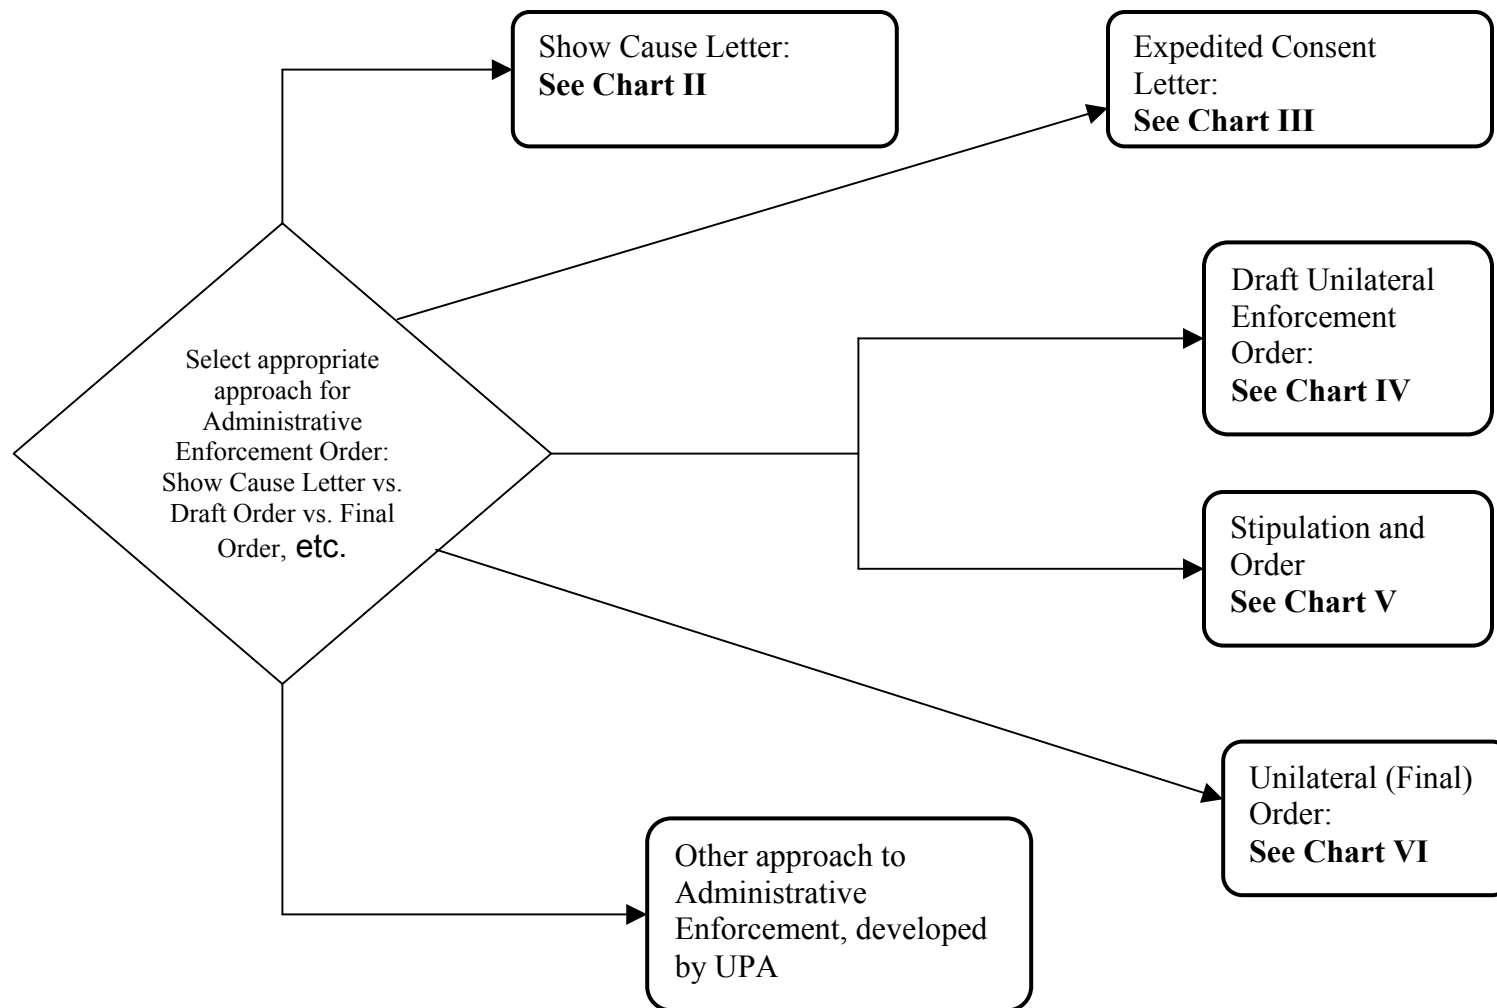 Show Cause Letter:
See Chart II
Expedited Consent
Letter:
See Chart III
Draft Unilateral
Enforcement
Order:
See Chart IV
Select appropriate
approach for
Administrative
Enforcement Order:
Show Cause Letter vs.
Draft Order vs. Final
Order, etc.
Stipulation and
Order
See Chart V
Unilateral (Final)
Order:
See Chart VI
Other approach to
Administrative
Enforcement, developed
by UPA